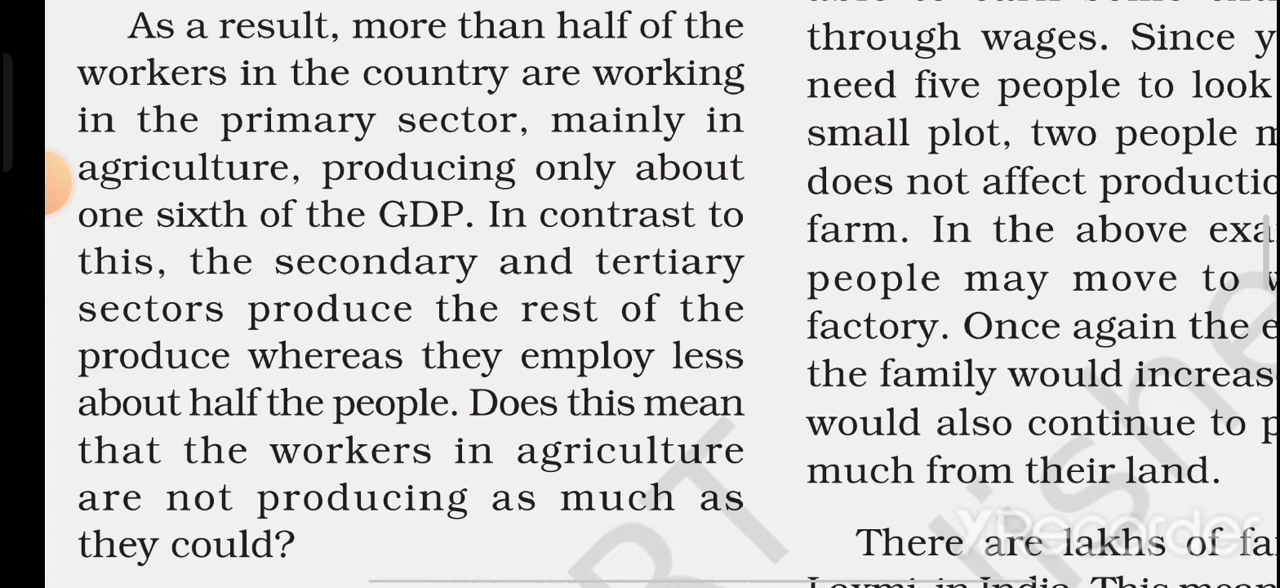 As a result, more than half of the
workers in the country are working
in the primary sector, mainly in
agriculture, producing only about
one sixth of the GDP. In contrast to
this, the secondary and tertiary
sectors produce the rest of the
produce whereas they employ less
about half the people. Does this mean
that the workers in agriculture
are not producing as much as
they could?
through wages. Since
need five people to look
small plot, two people
does not affect
farm. In the above
people may move to
factory. Once again the
the family would
would also continue to
much from their land.
There are lakhs of
Laxmi in India. This
XRecorder